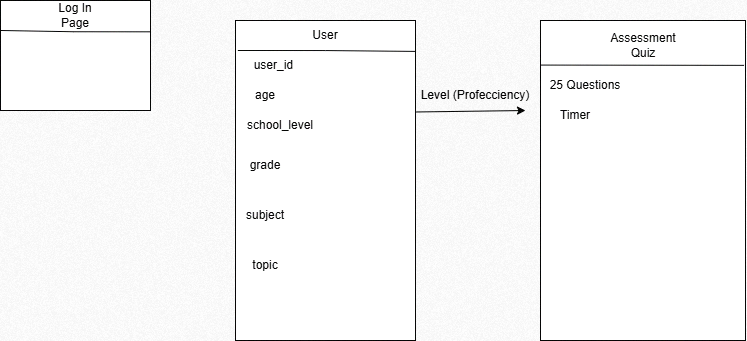 Log In
Page
User
user_id
age
school_level
grade
subject
topic
Level (Profecciency)
Assessment
Quiz
25 Questions
Timer